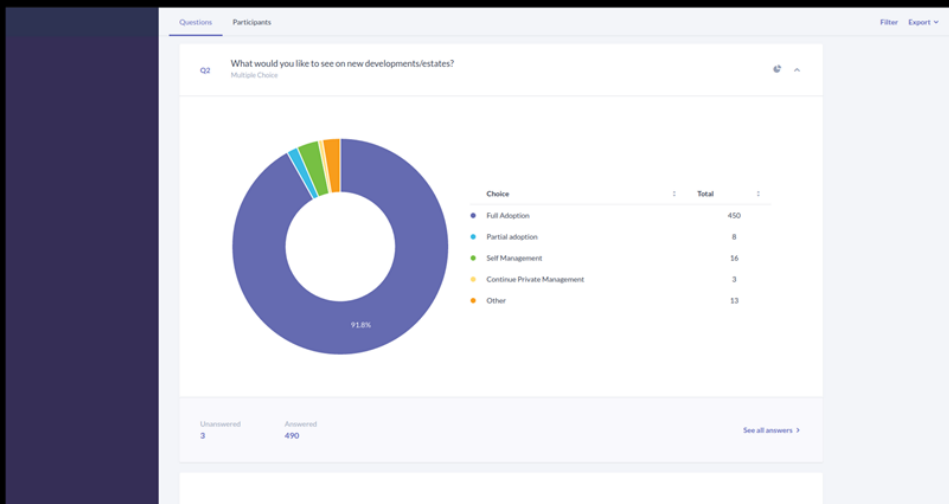 Questions Participants Filter Export
Q2 What would you like to see on new developments/estates?
Multiple Choice
Choice Total
Full Adoption 450
Partial adoption 8
Self Management 16
Continue Private Management 3
Other 13
91.8%
Unanswered Answered
3 490
See all answers